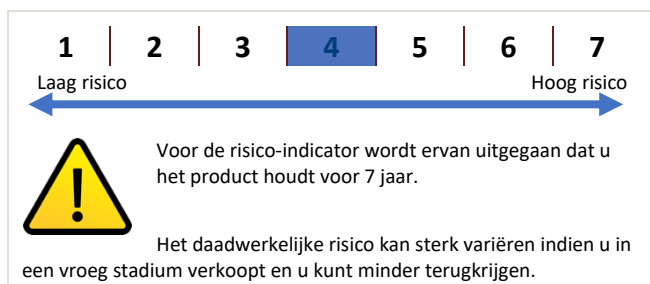 1 2 3 4 5 6 7
Laag risico Hoog risico
Voor de risico-indicator wordt ervan uitgegaan dat u
het product houdt voor 7 jaar.
Het daadwerkelijke risico kan sterk variëren indien u in
een vroeg stadium verkoopt en u kunt minder terugkrijgen.